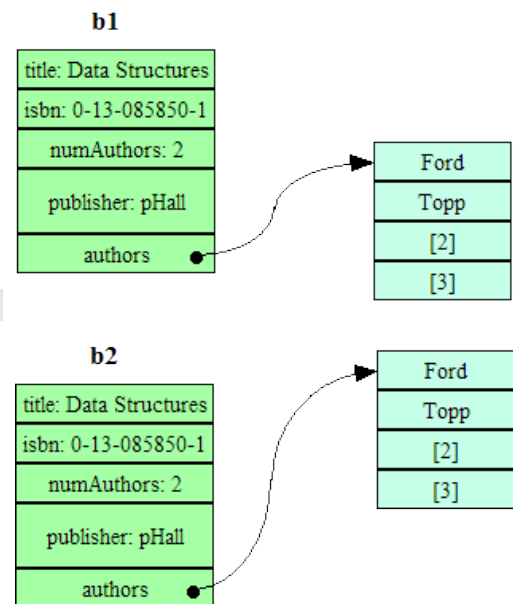 b1
title: Data Structures
isbn: 0-13-085850-1
numAuthors: 2
publisher: pHall
authors
Ford
Topp
[2]
[3]
b2
title: Data Structures
isbn: 0-13-085850-1
numAuthors: 2
publisher: pHall
authors
Ford
Topp
[2]
[3]